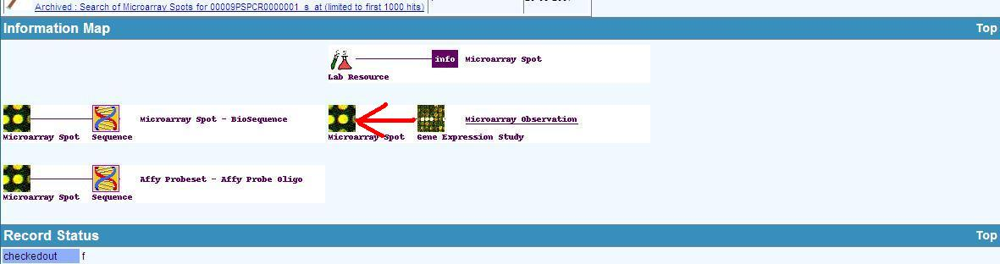 Archived : Search of Microarray Spots for 00009PSPCR0000001_s_at (limited to first 1000 hits)
Information Map Top
info Microarray Spot
Lab Resource
Microarray Spot - BioSequence Microarray Observation
Microarray Spot Sequence Microarray Spot Gene Expression Study
Affy Probeset - Affy Probe Oligo
Microarray Spot Sequence
Record Status Top
checkedout f